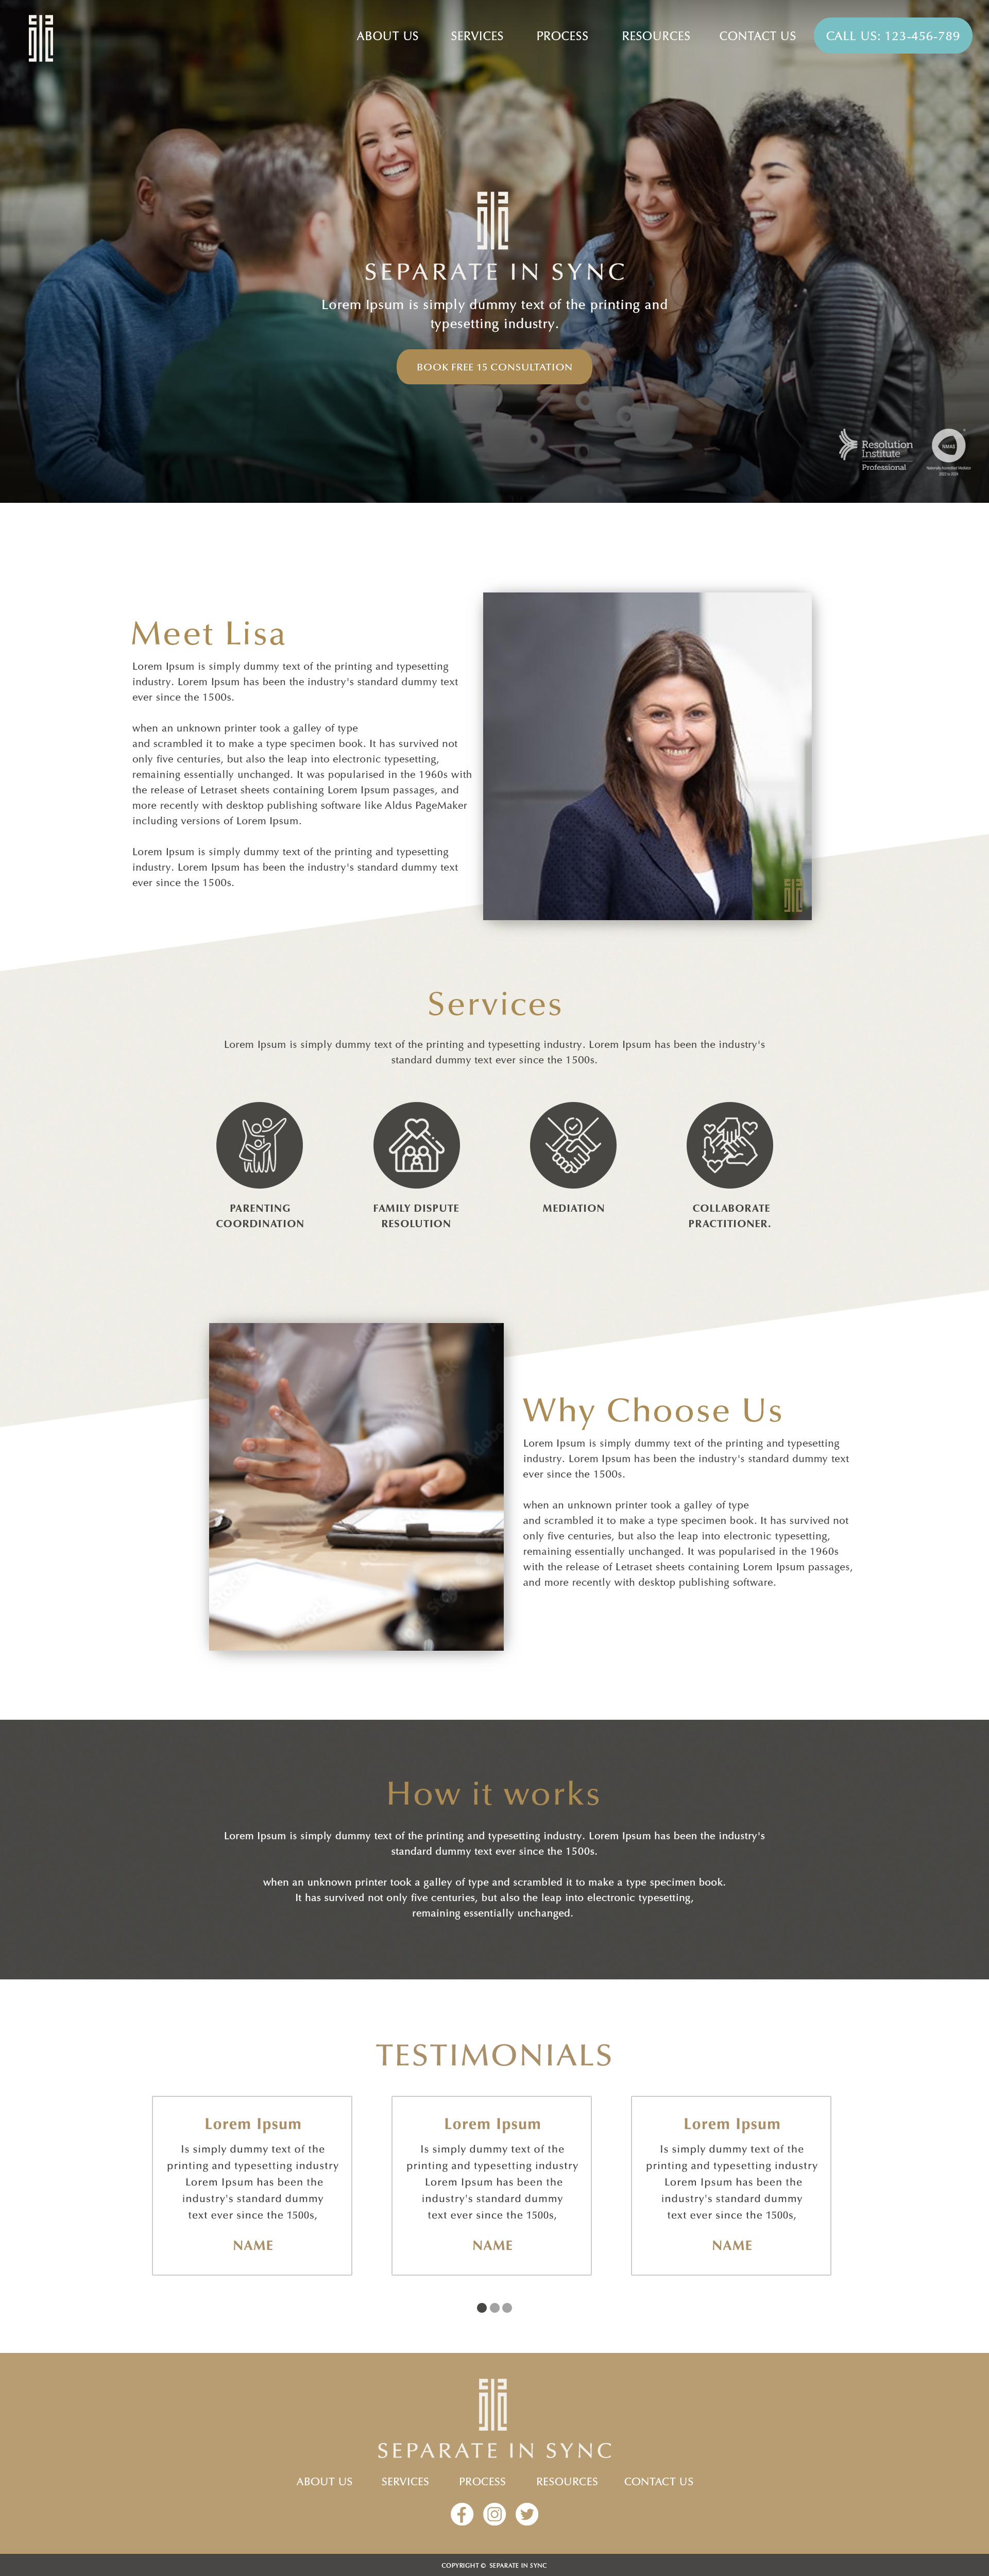 ABOUT US
SERVICES
PROCESS
RESOURCES
CONTACT US
CALL US: 123-456-789
SEPARATE IN SYNC
Lorem Ipsum is simply dummy text of the printing and
typesetting industry.
BOOK FREE 15 CONSULTATION
Resolution
Institute
Professional
NMAS
Nationally Accredited Mediator
Meet Lisa
Lorem Ipsum is simply dummy text of the printing and typesetting
industry. Lorem Ipsum has been the industry's standard dummy text
ever since the 1500s.
when an unknown printer took a galley of type
and scrambled it to make a type specimen book. It has survived not
only five centuries, but also the leap into electronic typesetting,
remaining essentially unchanged. It was popularised in the 1960s with
the release of Letraset sheets containing Lorem Ipsum passages, and
more recently with desktop publishing software like Aldus PageMaker
including versions of Lorem Ipsum.
Lorem Ipsum is simply dummy text of the printing and typesetting
industry. Lorem Ipsum has been the industry's standard dummy text
ever since the 1500s.
Services
Lorem Ipsum is simply dummy text of the printing and typesetting industry. Lorem Ipsum has been the industry's
standard dummy text ever since the 1500s.
PARENTING
COORDINATION
FAMILY DISPUTE
RESOLUTION
MEDIATION
COLLABORATE
PRACTITIONER.
Why Choose Us
Lorem Ipsum is simply dummy text of the printing and typesetting
industry. Lorem Ipsum has been the industry's standard dummy text
ever since the 1500s.
when an unknown printer took a galley of type
and scrambled it to make a type specimen book. It has survived not
only five centuries, but also the leap into electronic typesetting,
remaining essentially unchanged. It was popularised in the 1960s
with the release of Letraset sheets containing Lorem Ipsum passages,
and more recently with desktop publishing software.
How it works
Lorem Ipsum is simply dummy text of the printing and typesetting industry. Lorem Ipsum has been the industry's
standard dummy text ever since the 1500s.
when an unknown printer took a galley of type and scrambled it to make a type specimen book.
It has survived not only five centuries, but also the leap into electronic typesetting,
remaining essentially unchanged.
TESTIMONIALS
Lorem Ipsum
Is simply dummy text of the
printing and typesetting industry
Lorem Ipsum has been the
industry's standard dummy
text ever since the 1500s,
NAME
Lorem Ipsum
Is simply dummy text of the
printing and typesetting industry
Lorem Ipsum has been the
industry's standard dummy
text ever since the 1500s,
NAME
Lorem Ipsum
Is simply dummy text of the
printing and typesetting industry
Lorem Ipsum has been the
industry's standard dummy
text ever since the 1500s,
NAME
SEPARATE IN SYNC
ABOUT US
SERVICES
PROCESS
RESOURCES
CONTACT US
COPYRIGHT © SEPARATE IN SYNC